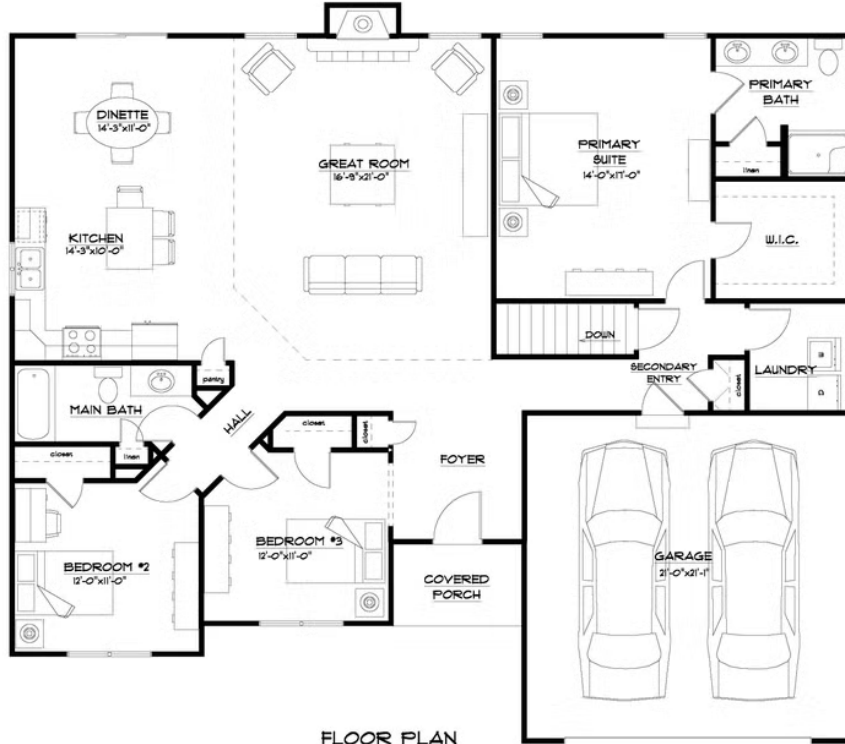 DINETTE
14'-3"x11'-0"
GREAT ROOM
16'-9"x21'-0"
PRIMARY
SUITE
14'-0"x17'-0"
PRIMARY
BATH
linen
W.I.C.
KITCHEN
14'-3"x10'-0"
DOWN
pantry
SECONDARY
ENTRY
closet
LAUNDRY
D
MAIN BATH
HALL
linen
closet
closet
closet
FOYER
BEDROOM #2
12'-0"x11'-0"
BEDROOM #3
12'-0"x11'-0"
COVERED
PORCH
GARAGE
21'-0"x21'-1"
FLOOR PLAN